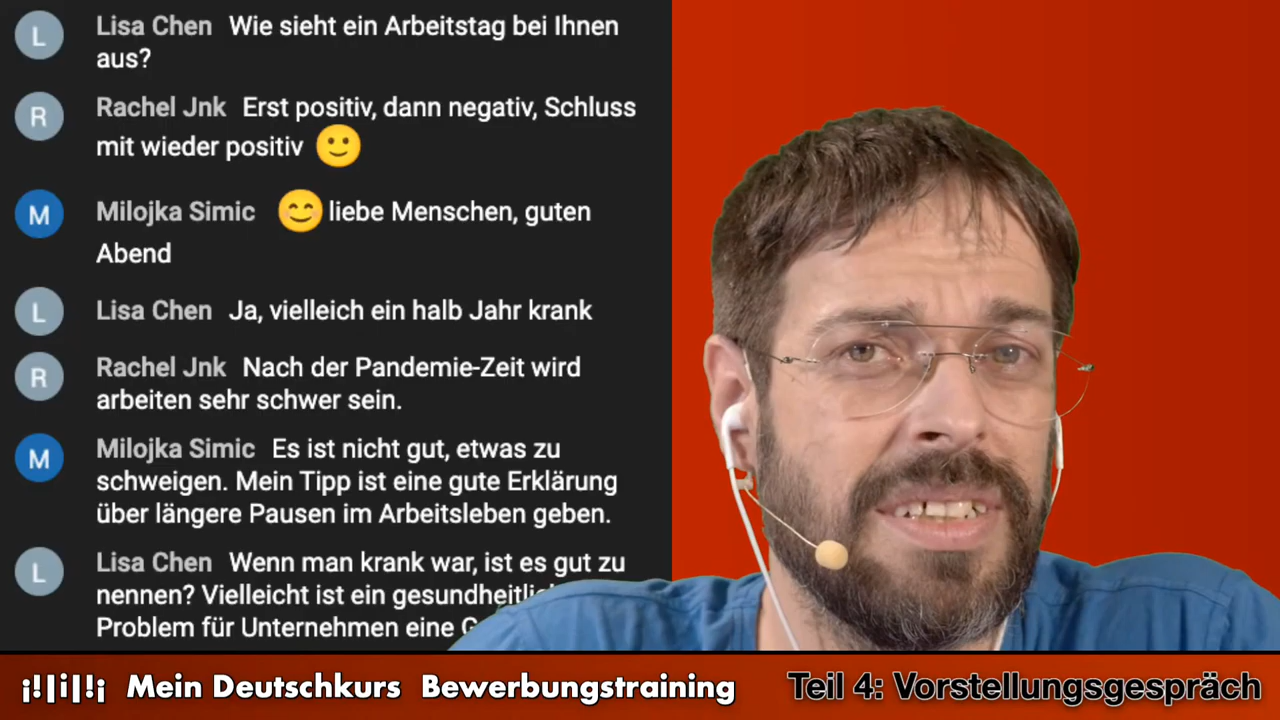 L Lisa Chen Wie sieht ein Arbeitstag bei Ihnen
aus?
R Rachel Jnk Erst positiv, dann negativ, Schluss
mit wieder positiv 🙂
M Milojka Simic 😊 liebe Menschen, guten
Abend
L Lisa Chen Ja, vielleich ein halb Jahr krank
R Rachel Jnk Nach der Pandemie-Zeit wird
arbeiten sehr schwer sein.
M Milojka Simic Es ist nicht gut, etwas zu
schweigen. Mein Tipp ist eine gute Erklärung
über längere Pausen im Arbeitsleben geben.
L Lisa Chen Wenn man krank war, ist es gut zu
nennen? Vielleicht ist ein
Problem für Unternehmen eine
¡!|i|!¡ Mein Deutschkurs Bewerbungstraining Teil 4: Vorstellungsgespräch